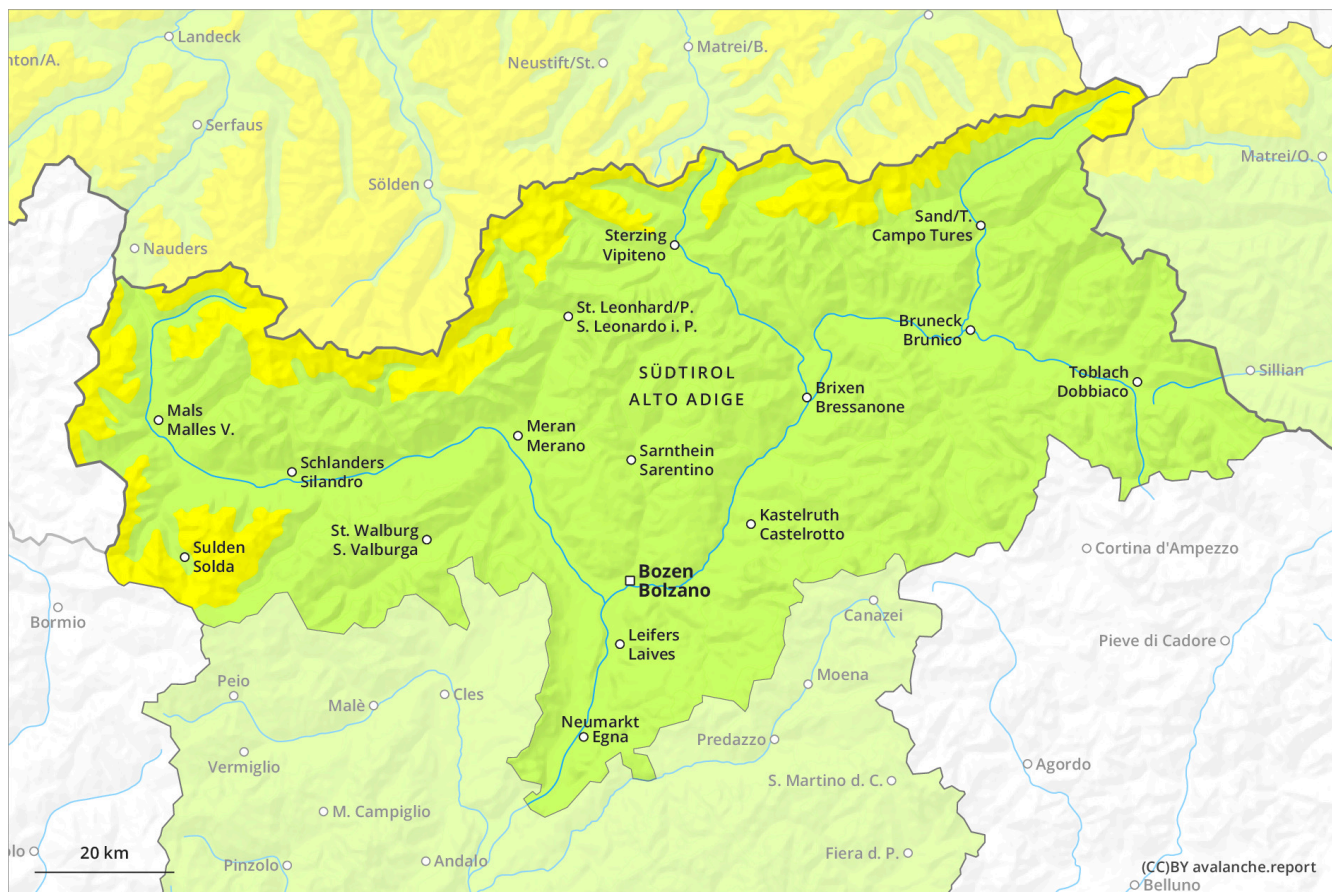 Landeck
nton/A.
Matrei/B.
Neustift/St.
Serfaus
Matrei/O.
Sölden
Sand/T.
Campo Tures
Sterzing
Vipiteno
Nauders
St. Leonhard/P.
S. Leonardo i. P.
Bruneck
Brunico
SÜDTIROL
ALTO ADIGE
Toblach
Dobbiaco
Sillian
Brixen
Bressanone
Mals
Malles V.
Meran
Merano
Sarnthein
Sarentino
Schlanders
Silandro
Kastelruth
Castelrotto
St. Walburg
S. Valburga
Sulden
Solda
Cortina d'Ampezzo
Bozen
Bolzano
Bormio
Canazei
Leifers
Laives
Pieve di Cadore
Moena
Peio
Cles
Malè
Neumarkt
Egna
Predazzo
Vermiglio
Agordo
S. Martino d. C.
M. Campiglio
20 km
olo
Pinzolo
Andalo
Fiera d. P.
(CC)BY avalanche.report
Belluno